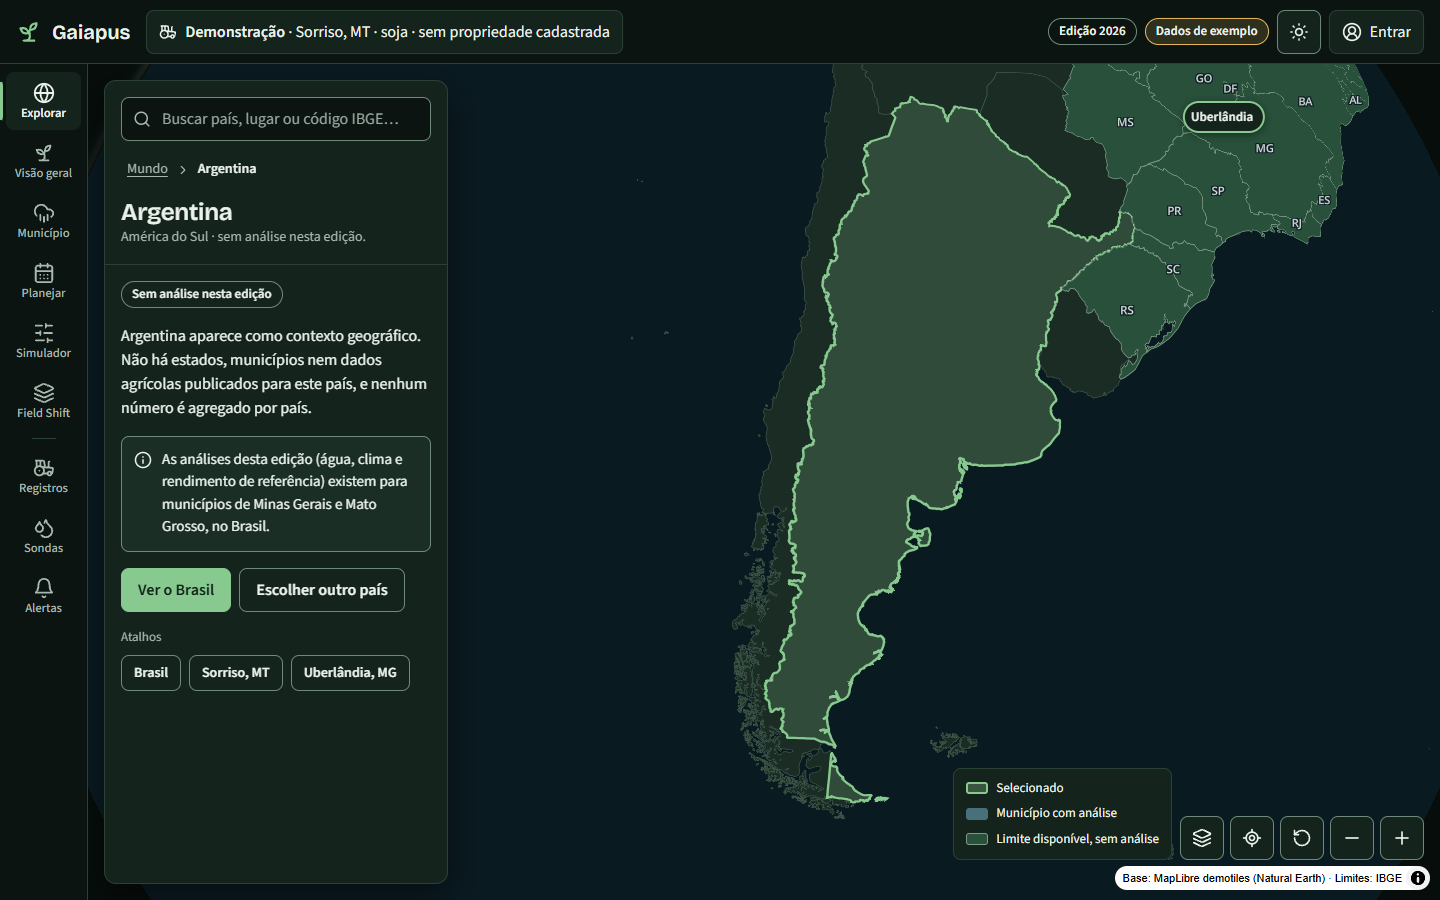 Gaiapus
Demonstração · Sorriso, MT · soja · sem propriedade cadastrada
Edição 2026
Dados de exemplo
Entrar
Explorar
Visão geral
Município
Planejar
Simulador
Field Shift
Registros
Sondas
Alertas
Buscar país, lugar ou código IBGE…
Mundo > Argentina
Argentina
América do Sul · sem análise nesta edição.
Sem análise nesta edição
Argentina aparece como contexto geográfico.
Não há estados, municípios nem dados
agrícolas publicados para este país, e nenhum
número é agregado por país.
As análises desta edição (água, clima e
rendimento de referência) existem para
municípios de Minas Gerais e Mato
Grosso, no Brasil.
Ver o Brasil
Escolher outro país
Atalhos
Brasil
Sorriso, MT
Uberlândia, MG
GO
DF
BA
AL
MS
Uberlândia
MG
SP
ES
PR
RJ
SC
RS
Selecionado
Município com análise
Limite disponível, sem análise
Base: MapLibre demotiles (Natural Earth) · Limites: IBGE